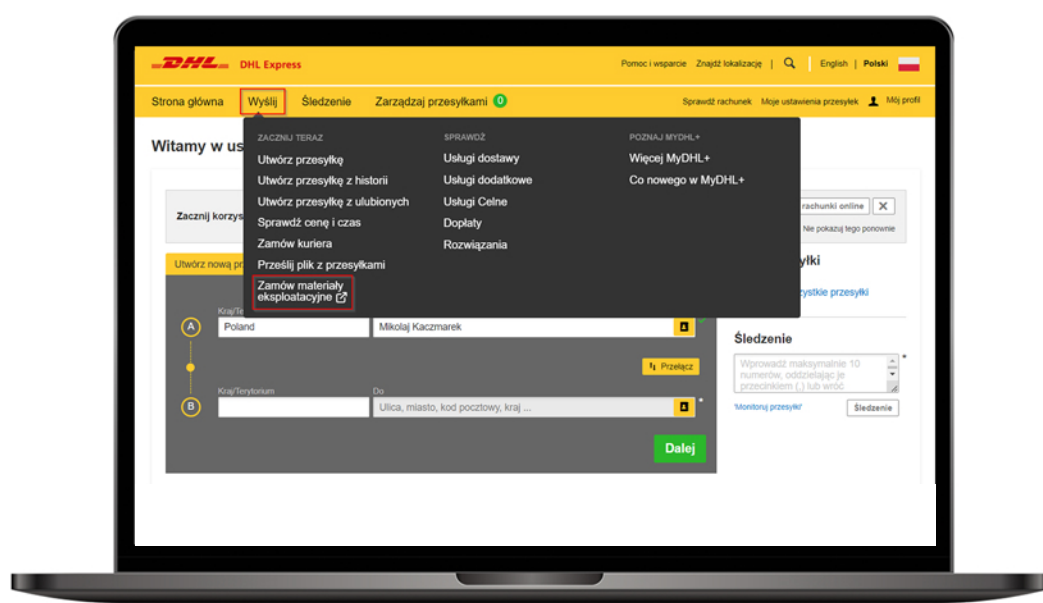 DHL DHL Express
Pomoc i wsparcie Znajdź lokalizację | English | Polski
Strona główna Wyślij Śledzenie Zarządzaj przesyłkami 0
Sprawdź rachunek Moje ustawienia przesyłek Mój profil
Witamy w us
ZACZNIJ TERAZ
Utwórz przesyłkę
Utwórz przesyłkę z historii
Utwórz przesyłkę z ulubionych
Sprawdź cenę i czas
Zamów kuriera
Prześlij plik z przesyłkami
Zamów materiały
eksploatacyjne
SPRAWDŹ
Usługi dostawy
Usługi dodatkowe
Usługi Celne
Dopłaty
Rozwiązania
POZNAJ MYDHL+
Więcej MyDHL+
Co nowego w MyDHL+
Zacznij korzys
rachunki online X
Nie pokazuj tego ponownie
Utwórz nową pr
yłki
zystkie przesyłki
Kraj/Te
A Poland Mikolaj Kaczmarek
Przełącz
Kraj/Terytorium Do
B Ulica, miasto, kod pocztowy, kraj ... *
Dalej
Śledzenie
Wprowadź maksymalnie 10 *
numerów, oddzielając je
przecinkiem (,) lub wróć
'Monitoruj przesyłki' Śledzenie